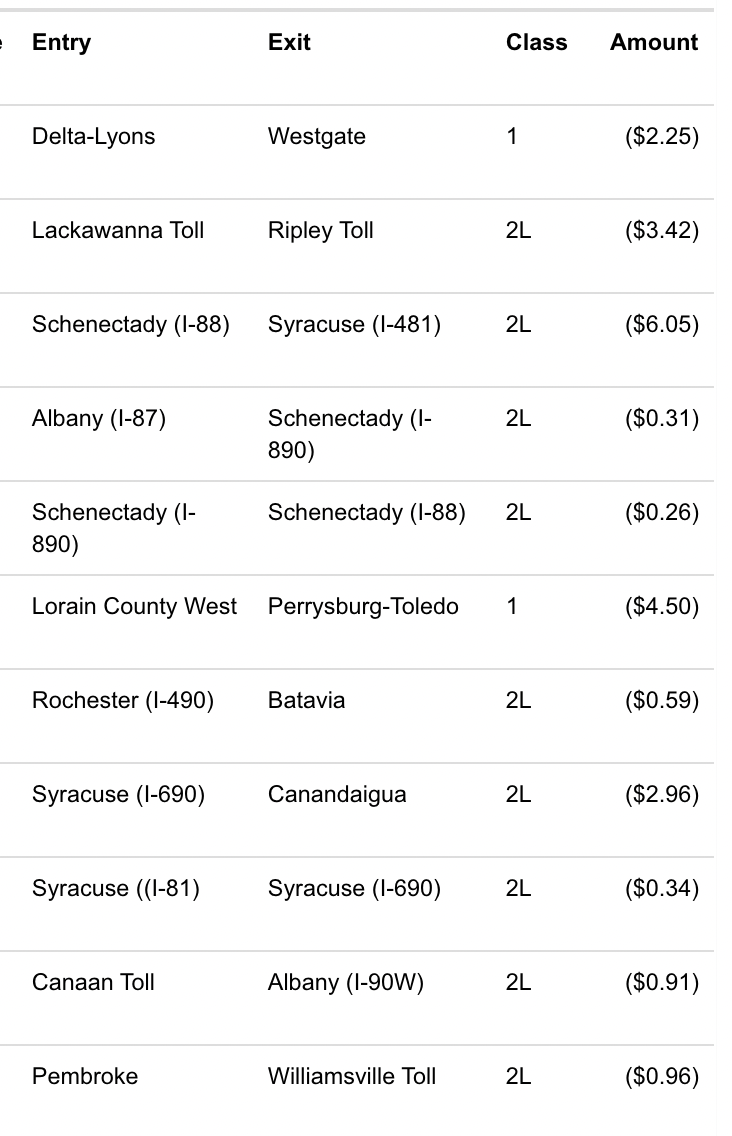 e Entry Exit Class Amount
Delta-Lyons Westgate 1 ($2.25)
Lackawanna Toll Ripley Toll 2L ($3.42)
Schenectady (I-88) Syracuse (I-481) 2L ($6.05)
Albany (I-87) Schenectady (I- 2L ($0.31)
890)
Schenectady (I- Schenectady (I-88) 2L ($0.26)
890)
Lorain County West Perrysburg-Toledo 1 ($4.50)
Rochester (I-490) Batavia 2L ($0.59)
Syracuse (I-690) Canandaigua 2L ($2.96)
Syracuse ((I-81) Syracuse (I-690) 2L ($0.34)
Canaan Toll Albany (I-90W) 2L ($0.91)
Pembroke Williamsville Toll 2L ($0.96)